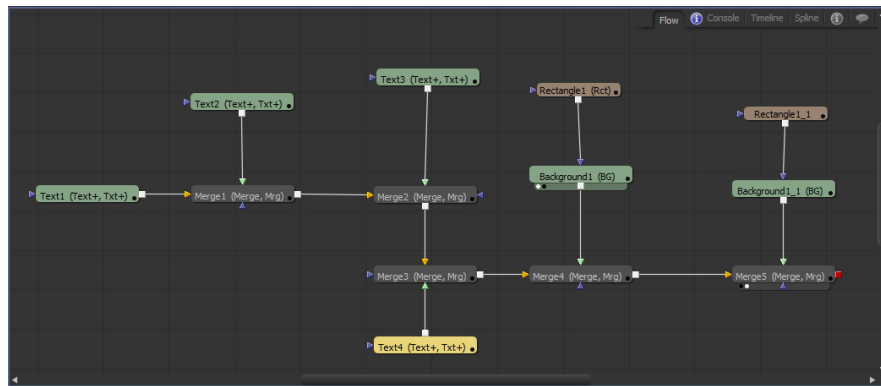 Flow Console Timeline Spline
Text3 (Text+, Txt+)
Rectangle1 (Rct)
Text2 (Text+, Txt+)
Rectangle1_1
Background1 (BG)
Background1_1 (BG)
Text1 (Text+, Txt+)
Merge1 (Merge, Mrg)
Merge2 (Merge, Mrg)
Merge3 (Merge, Mrg)
Merge4 (Merge, Mrg)
Merge5 (Merge, Mrg)
Text4 (Text+, Txt+)